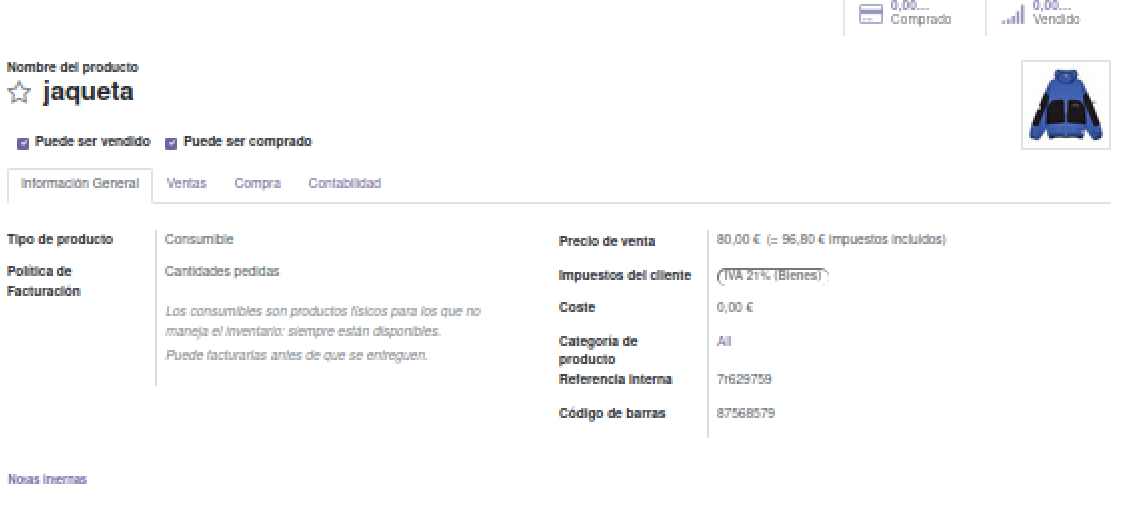 0,00....
Comprado
0,00....
Vendido
Nombre del producto
jaqueta
Puede ser vendido
Puede ser comprado
Información General
Ventas
Compra
Contabilidad
Tipo de producto
Consumible
Política de
Facturación
Cantidades pedidas
Los consumibles son productos físicos para los que no
maneja el inventario: siempre están disponibles.
Puede facturarlas antes de que se entreguen.
Precio de venta
80,00 € (= 96,80 € impuestos incluidos)
Impuestos del cliente
IVA 21% (Bienes)
Coste
0,00 €
Categoría de
producto
All
Referencia interna
7r629759
Código de barras
87568579
Notas internas